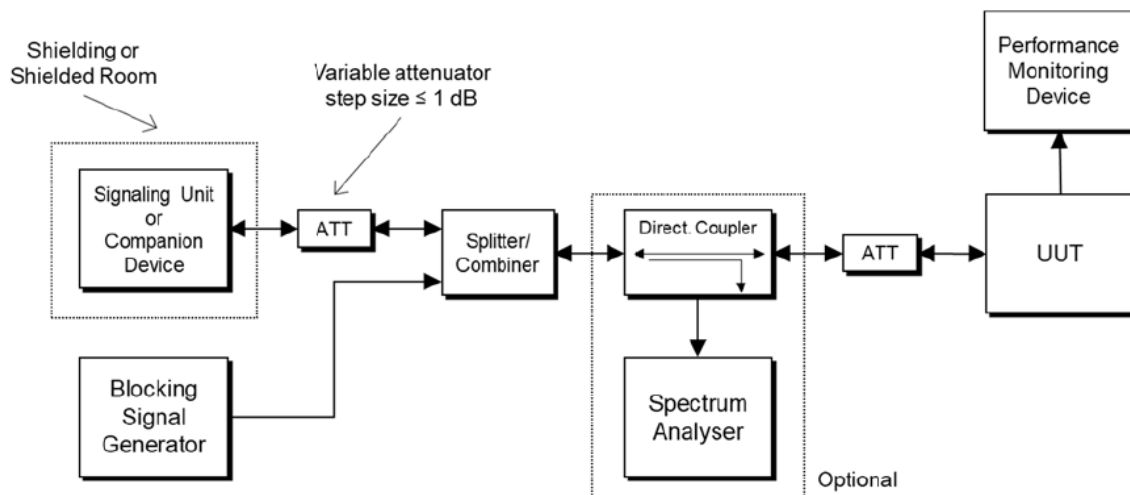 Shielding or
Shielded Room
Variable attenuator
step size ≤ 1 dB
Performance
Monitoring
Device
Signaling Unit
or
Companion
Device
ATT
Splitter/
Combiner
Direct. Coupler
ATT
UUT
Blocking
Signal
Generator
Spectrum
Analyser
Optional